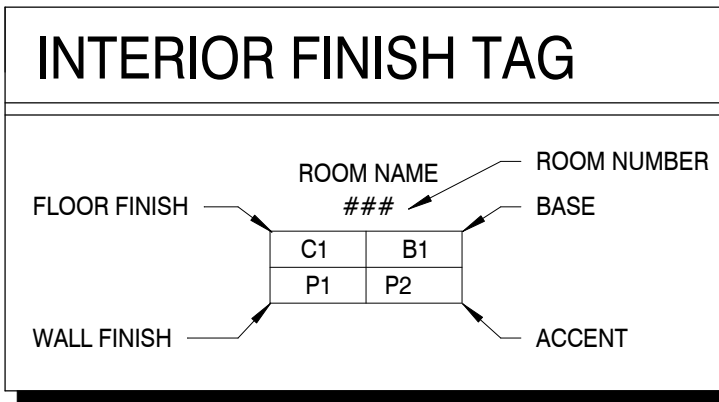 INTERIOR FINISH TAG
ROOM NAME
ROOM NUMBER
FLOOR FINISH
###
BASE
C1 B1
P1 P2
WALL FINISH
ACCENT